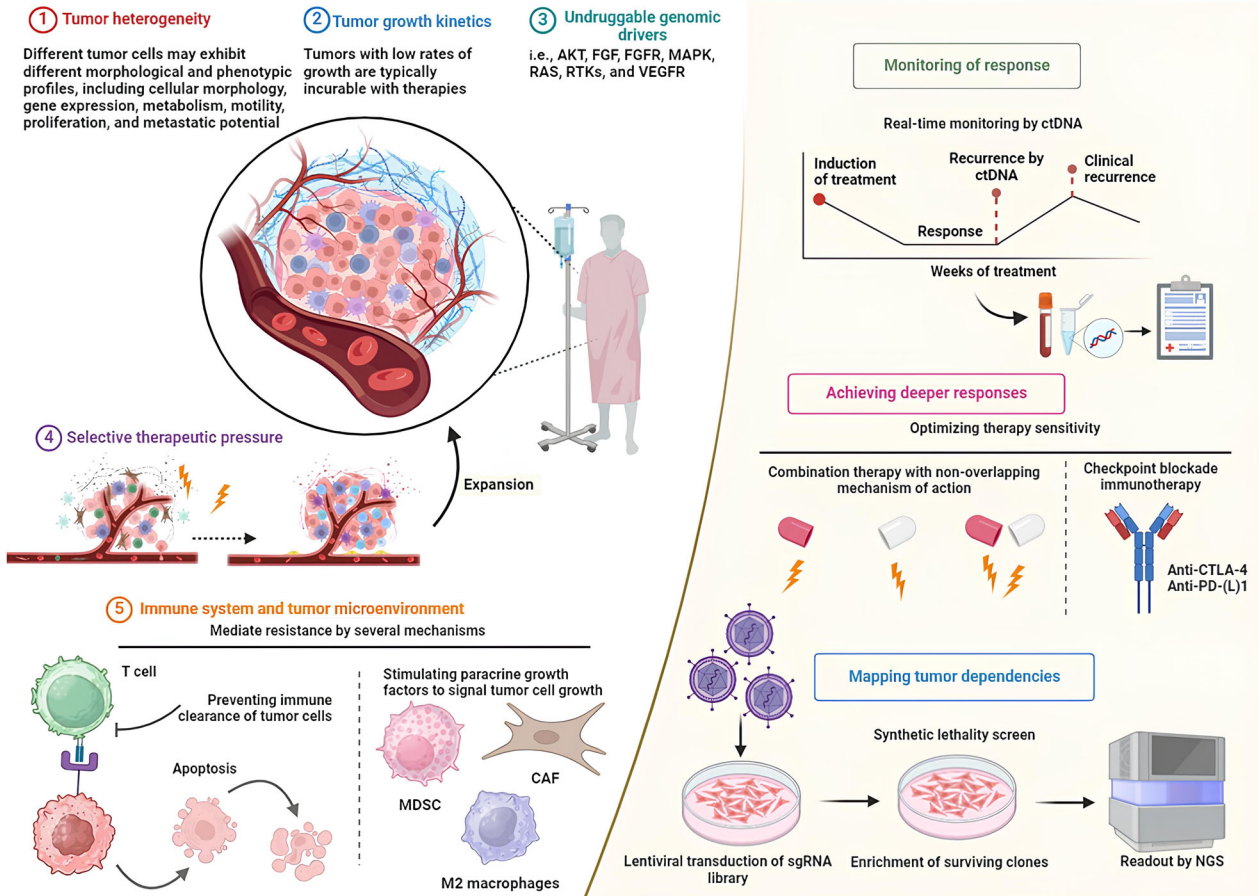 1 Tumor heterogeneity
Different tumor cells may exhibit
different morphological and phenotypic
profiles, including cellular morphology,
gene expression, metabolism, motility,
proliferation, and metastatic potential
2 Tumor growth kinetics
Tumors with low rates of
growth are typically
incurable with therapies
3 Undruggable genomic
drivers
i.e., AKT, FGF, FGFR, MAPK,
RAS, RTKs, and VEGFR
4 Selective therapeutic pressure
Expansion
5 Immune system and tumor microenvironment
Mediate resistance by several mechanisms
T cell
Preventing immune
clearance of tumor cells
Apoptosis
Stimulating paracrine growth
factors to signal tumor cell growth
MDSC
CAF
M2 macrophages
Monitoring of response
Real-time monitoring by ctDNA
Induction
of treatment
Recurrence by
ctDNA
Clinical
recurrence
Response
Weeks of treatment
Achieving deeper responses
Optimizing therapy sensitivity
Combination therapy with non-overlapping
mechanism of action
Checkpoint blockade
immunotherapy
Anti-CTLA-4
Anti-PD-(L)1
Mapping tumor dependencies
Synthetic lethality screen
Lentiviral transduction of sgRNA
library
Enrichment of surviving clones
Readout by NGS